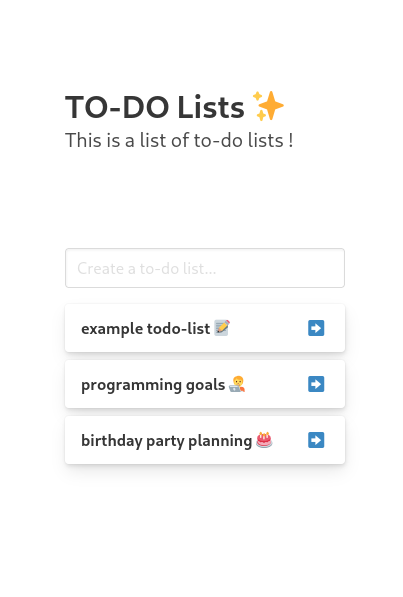 TO-DO Lists ✨
This is a list of to-do lists !
Create a to-do list...
example todo-list 📝 ➡️
programming goals 🧑‍💻 ➡️
birthday party planning 🎂 ➡️